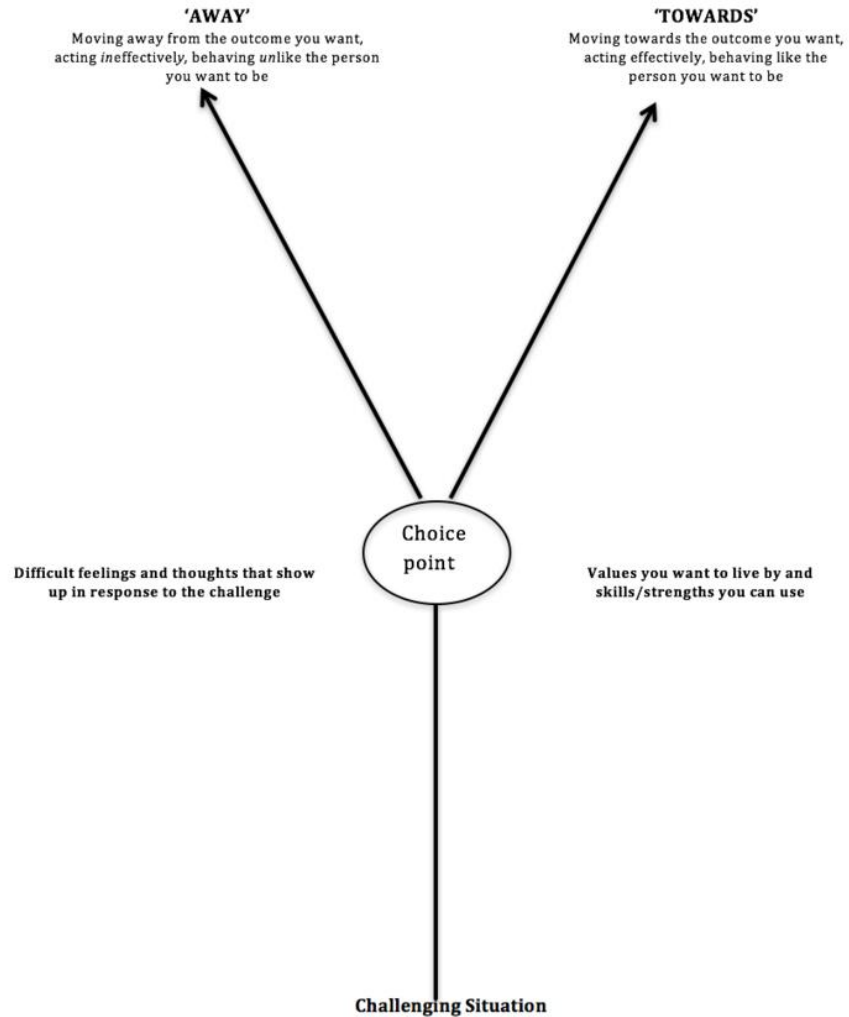 ‘AWAY’
Moving away from the outcome you want,
acting ineffectively, behaving unlike the person
you want to be
‘TOWARDS’
Moving towards the outcome you want,
acting effectively, behaving like the
person you want to be
Choice
point
Difficult feelings and thoughts that show
up in response to the challenge
Values you want to live by and
skills/strengths you can use
Challenging Situation